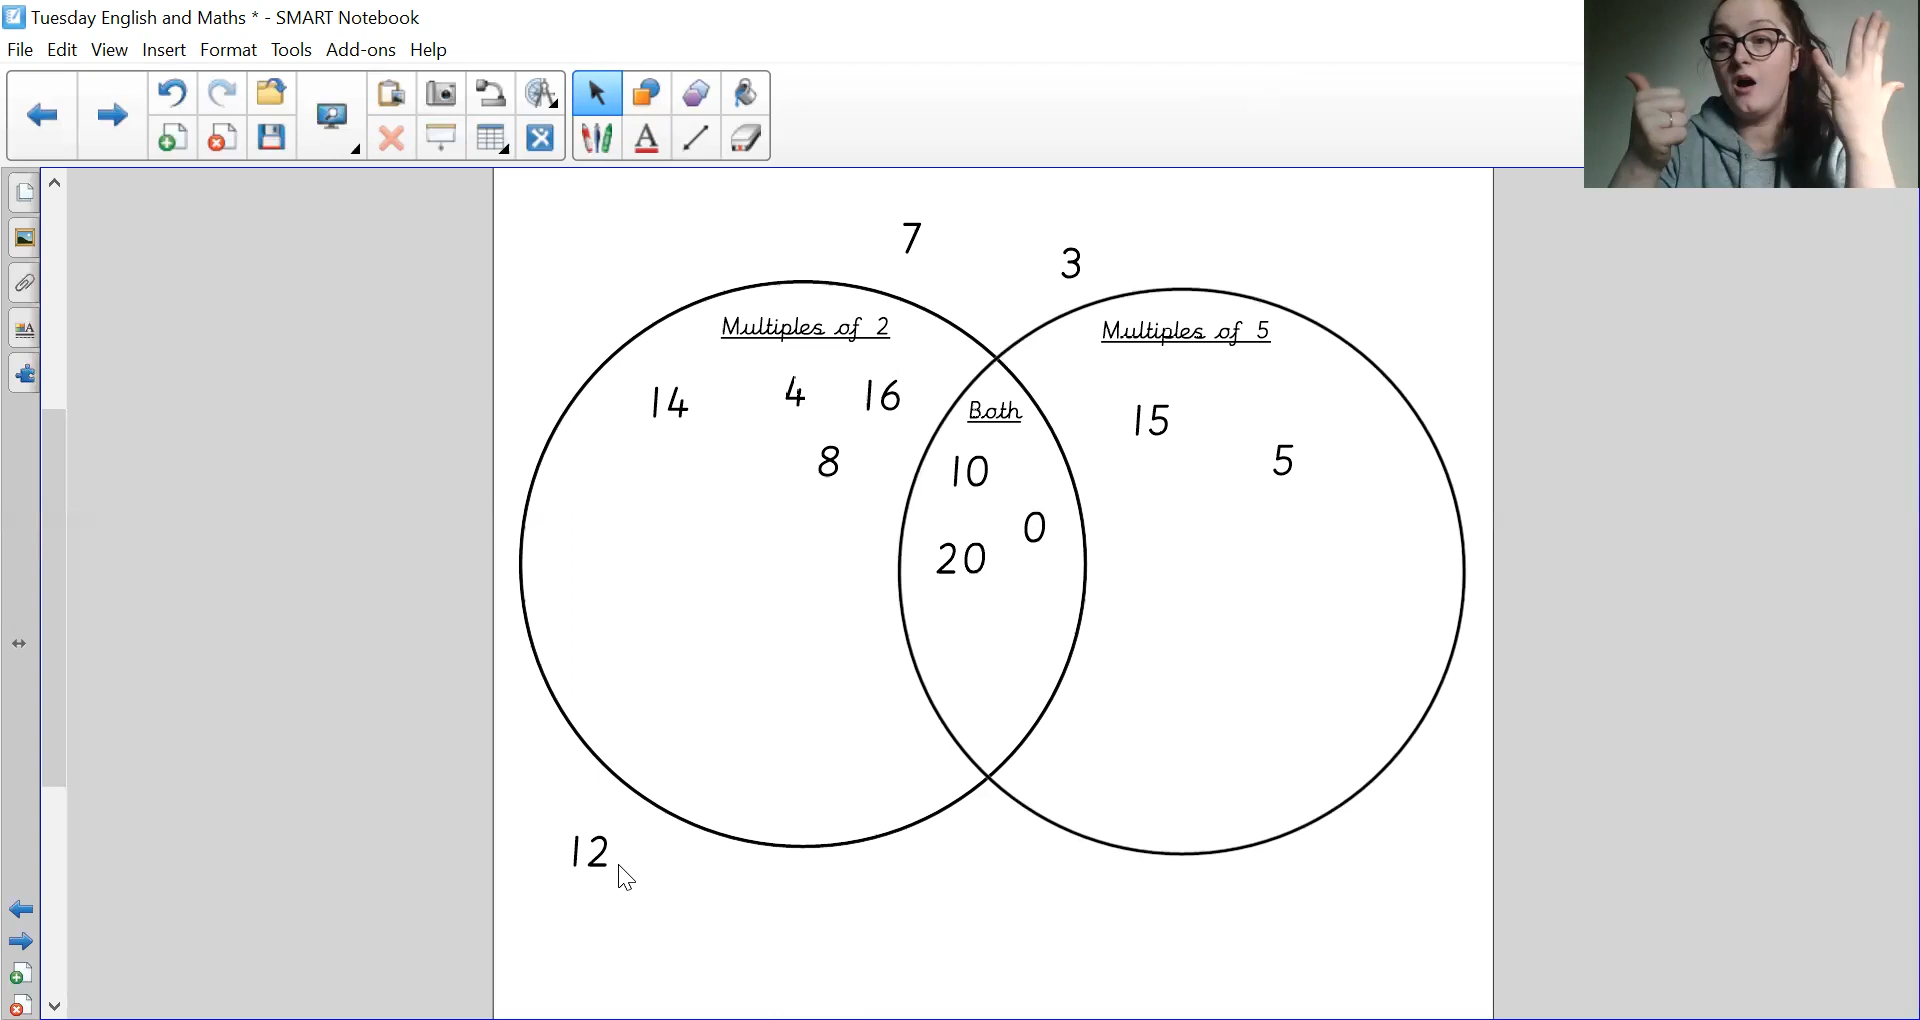 Tuesday English and Maths * - SMART Notebook
File Edit View Insert Format Tools Add-ons Help
7
3
Multiples of 2
Multiples of 5
14 4 16
Both
15
8
10
5
0
20
12